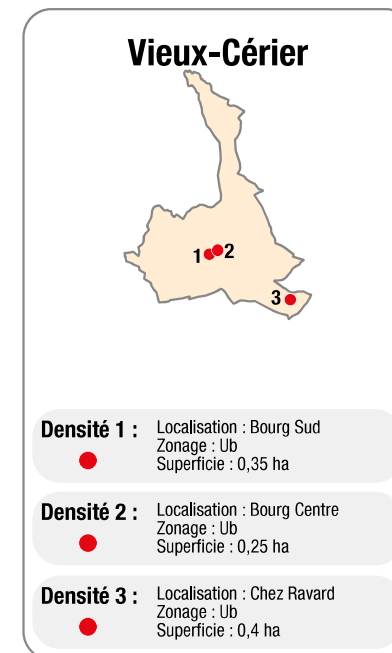 Vieux-Cérier
1 2
3
Densité 1 : Localisation : Bourg Sud
Zonage : Ub
Superficie : 0,35 ha
Densité 2 : Localisation : Bourg Centre
Zonage : Ub
Superficie : 0,25 ha
Densité 3 : Localisation : Chez Ravard
Zonage : Ub
Superficie : 0,4 ha